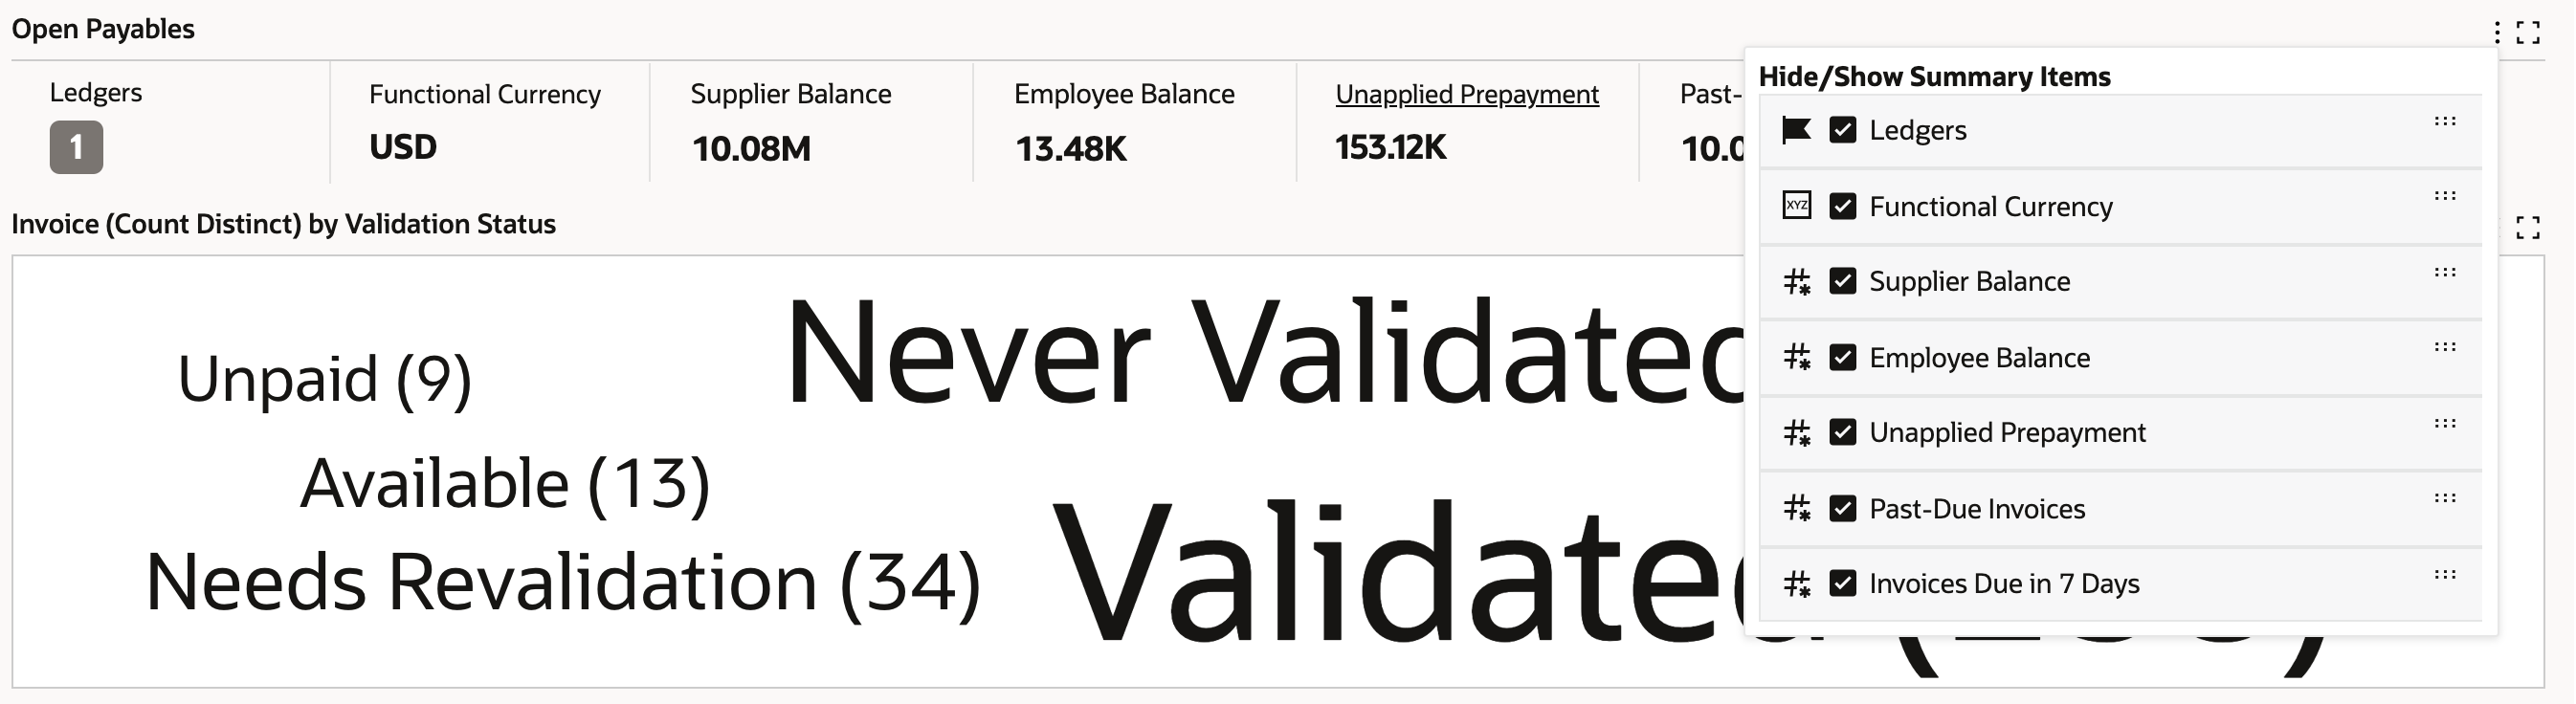 Open Payables
Ledgers
1
Functional Currency
USD
Supplier Balance
10.08M
Employee Balance
13.48K
Unapplied Prepayment
153.12K
Past-
10.0
Hide/Show Summary Items
Ledgers
XYZ Functional Currency
Supplier Balance
Employee Balance
Unapplied Prepayment
Past-Due Invoices
Invoices Due in 7 Days
Invoice (Count Distinct) by Validation Status
Unpaid (9)
Never Validated
Available (13)
Needs Revalidation (34)
Validated